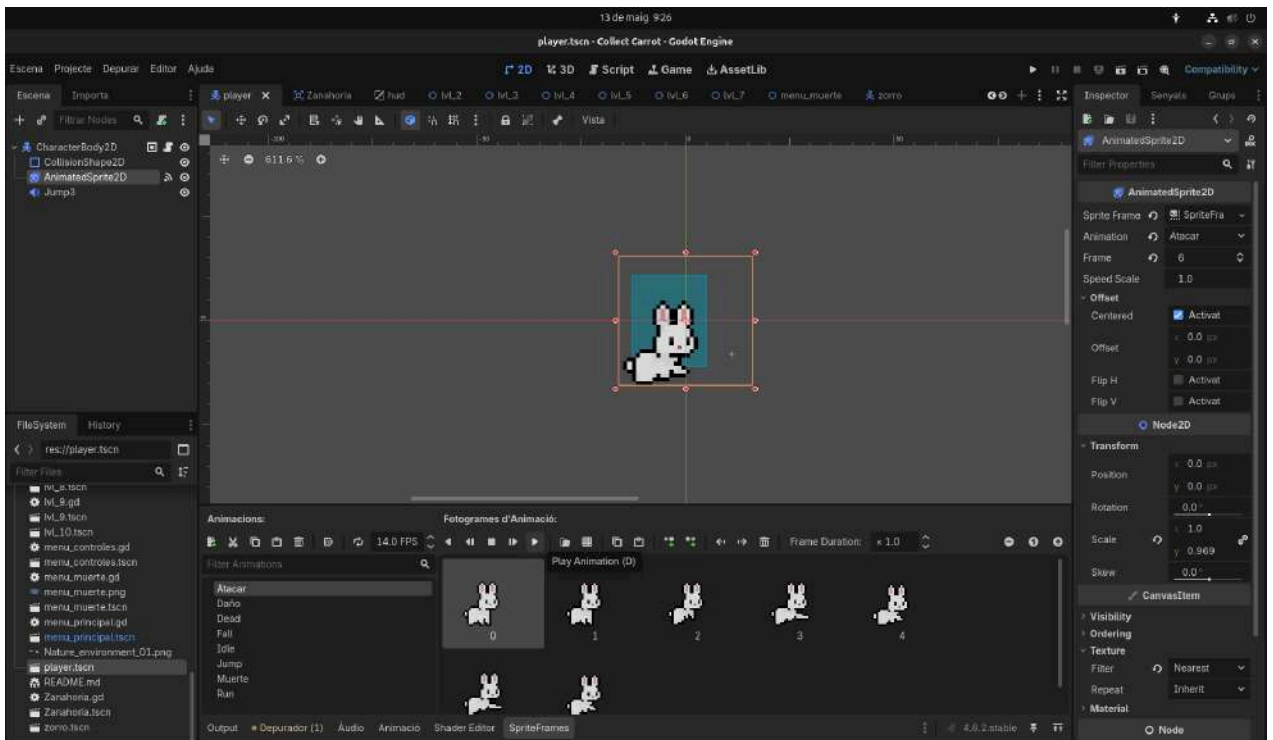 13 de maig 9:26
player.tscn - Collect Carrot - Godot Engine
Escena Projecte Depurar Editor Ajuda
2D 3D Script Game AssetLib
Compatibility
Escena Importa
player Zanahoria hud lvl_2 lvl_3 lvl_4 lvl_5 lvl_6 lvl_7 menu_muerte zorro
Inspector Senyals Grups
Filtrar Nodes
Vista
CharacterBody2D
CollisionShape2D
AnimatedSprite2D
Jump3
611.6 %
AnimatedSprite2D
Filter Properties
AnimatedSprite2D
Sprite Frame SpriteFra
Animation Atacar
Frame 6
Speed Scale 1.0
Offset
Centered Activat
Offset
x 0.0 px
y 0.0 px
Flip H Activat
Flip V Activat
Node2D
Transform
Position
x 0.0 px
y 0.0 px
Rotation 0.0 °
Scale
x 1.0
y 0.969
Skew 0.0 °
CanvasItem
Visibility
Ordering
Texture
Filter Nearest
Repeat Inherit
Material
Node
FileSystem History
res://player.tscn
Filter Files
lvl_8.tscn
lvl_9.gd
lvl_9.tscn
lvl_10.tscn
menu_controles.gd
menu_controles.tscn
menu_muerte.gd
menu_muerte.png
menu_muerte.tscn
menu_principal.gd
menu_principal.tscn
Nature_environment_01.png
player.tscn
README.md
Zanahoria.gd
Zanahoria.tscn
zorro.tscn
Animacions:
Fotogrames d'Animació:
14.0 FPS
Frame Duration: x 1.0
Filter Animations
Play Animation (D)
Atacar
Daño
Dead
Fall
Idle
Jump
Muerte
Run
0 1 2 3 4
Output Depurador (1) Àudio Animació Shader Editor SpriteFrames
4.6.2.stable